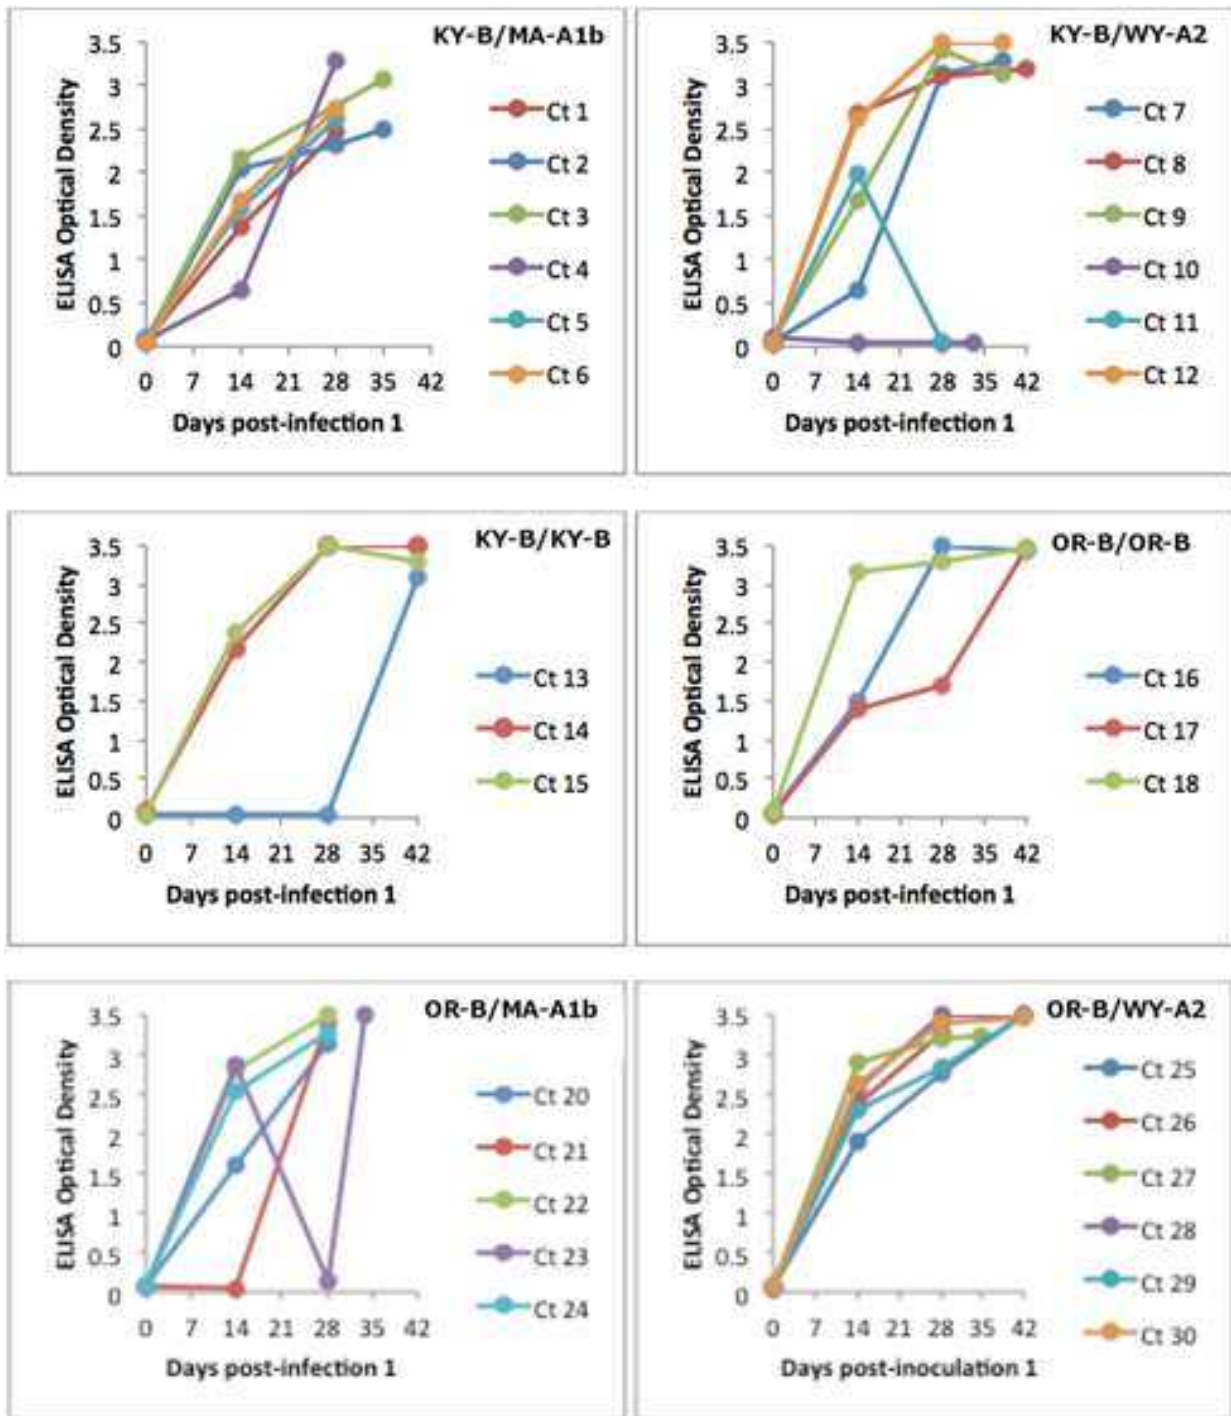 KY-B/MA-A1b
3.5
3
2.5
2
1.5
1
0.5
0
ELISA Optical Density
0 7 14 21 28 35 42
Days post-infection 1
Ct 1
Ct 2
Ct 3
Ct 4
Ct 5
Ct 6
KY-B/WY-A2
3.5
3
2.5
2
1.5
1
0.5
0
ELISA Optical Density
0 7 14 21 28 35 42
Days post-infection 1
Ct 7
Ct 8
Ct 9
Ct 10
Ct 11
Ct 12
KY-B/KY-B
3.5
3
2.5
2
1.5
1
0.5
0
ELISA Optical Density
0 7 14 21 28 35 42
Days post-infection 1
Ct 13
Ct 14
Ct 15
OR-B/OR-B
3.5
3
2.5
2
1.5
1
0.5
0
ELISA Optical Density
0 7 14 21 28 35 42
Days post-infection 1
Ct 16
Ct 17
Ct 18
OR-B/MA-A1b
3.5
3
2.5
2
1.5
1
0.5
0
ELISA Optical Density
0 7 14 21 28 35 42
Days post-infection 1
Ct 20
Ct 21
Ct 22
Ct 23
Ct 24
OR-B/WY-A2
3.5
3
2.5
2
1.5
1
0.5
0
ELISA Optical Density
0 7 14 21 28 35 42
Days post-inoculation 1
Ct 25
Ct 26
Ct 27
Ct 28
Ct 29
Ct 30